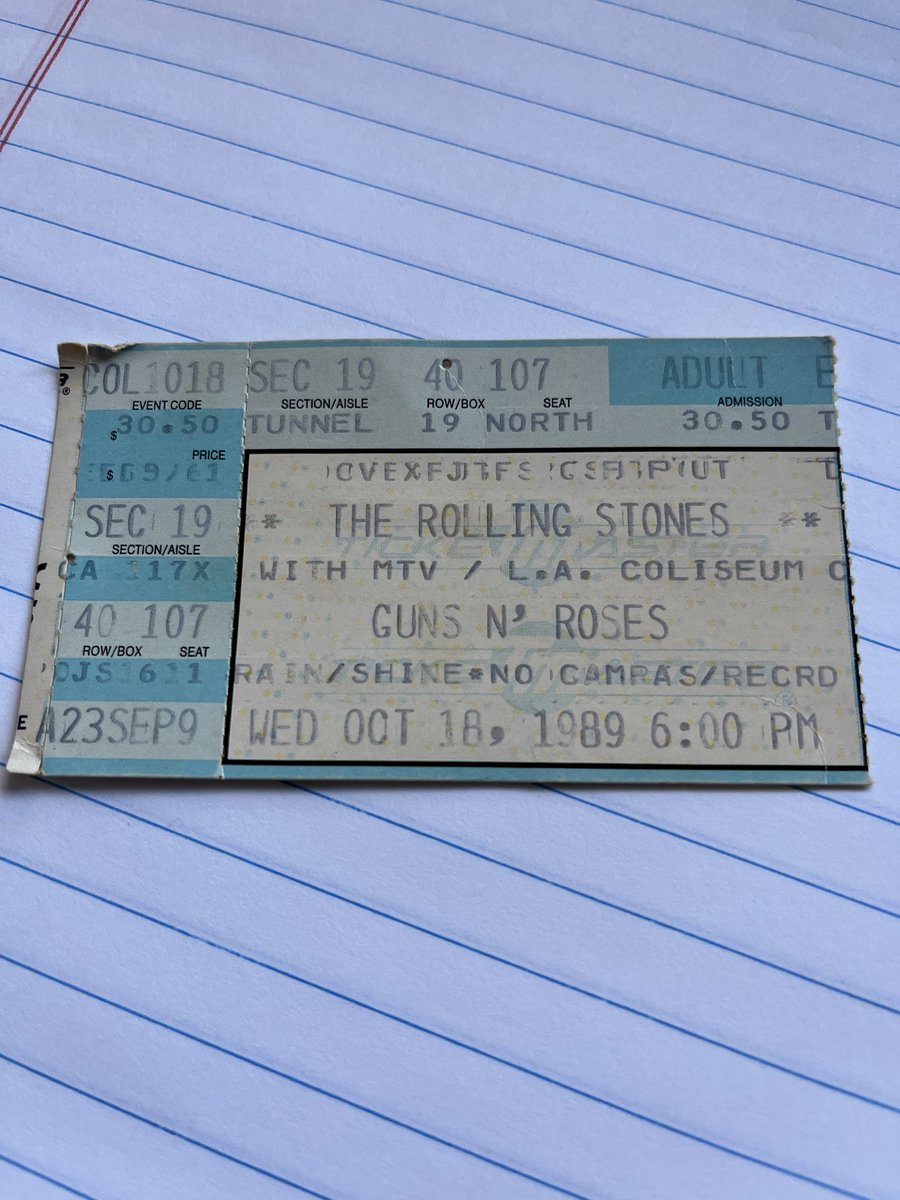 COL1018
EVENT CODE
$ 30.50
PRICE
$
SEC 19
SECTION/AISLE
CA 117X
40 107
ROW/BOX SEAT
A23SEP9
SEC 19 40 107 ADULT E
SECTION/AISLE ROW/BOX SEAT ADMISSION
TUNNEL 19 NORTH 30.50
* THE ROLLING STONES **
TICKETMASTER
WITH MTV / L.A. COLISEUM
GUNS N' ROSES
RAIN/SHINE*NO
WED OCT 18, 1989 6:00 PM